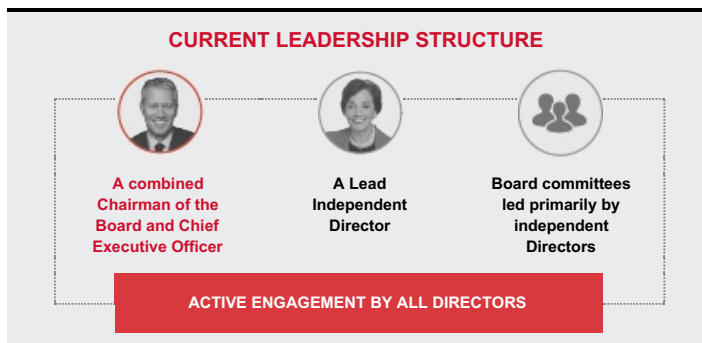 CURRENT LEADERSHIP STRUCTURE
A combined
Chairman of the
Board and Chief
Executive Officer
A Lead
Independent
Director
Board committees
led primarily by
independent
Directors
ACTIVE ENGAGEMENT BY ALL DIRECTORS